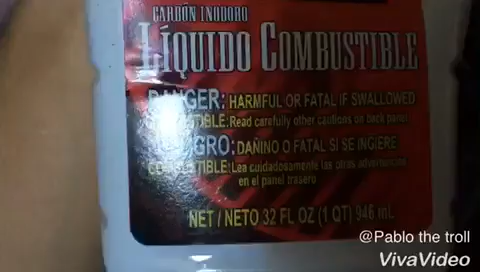 CARBÓN INODORO
LÍQUIDO COMBUSTIBLE
DANGER: HARMFUL OR FATAL IF SWALLOWED
COMBUSTIBLE: Read carefully other cautions on back panel
PELIGRO: DAÑINO O FATAL SI SE INGIERE
COMBUSTIBLE: Lea cuidadosamente las otras advertencias
en el panel trasero
NET / NETO 32 FL OZ (1 QT) 946 mL
@Pablo the troll
VivaVideo